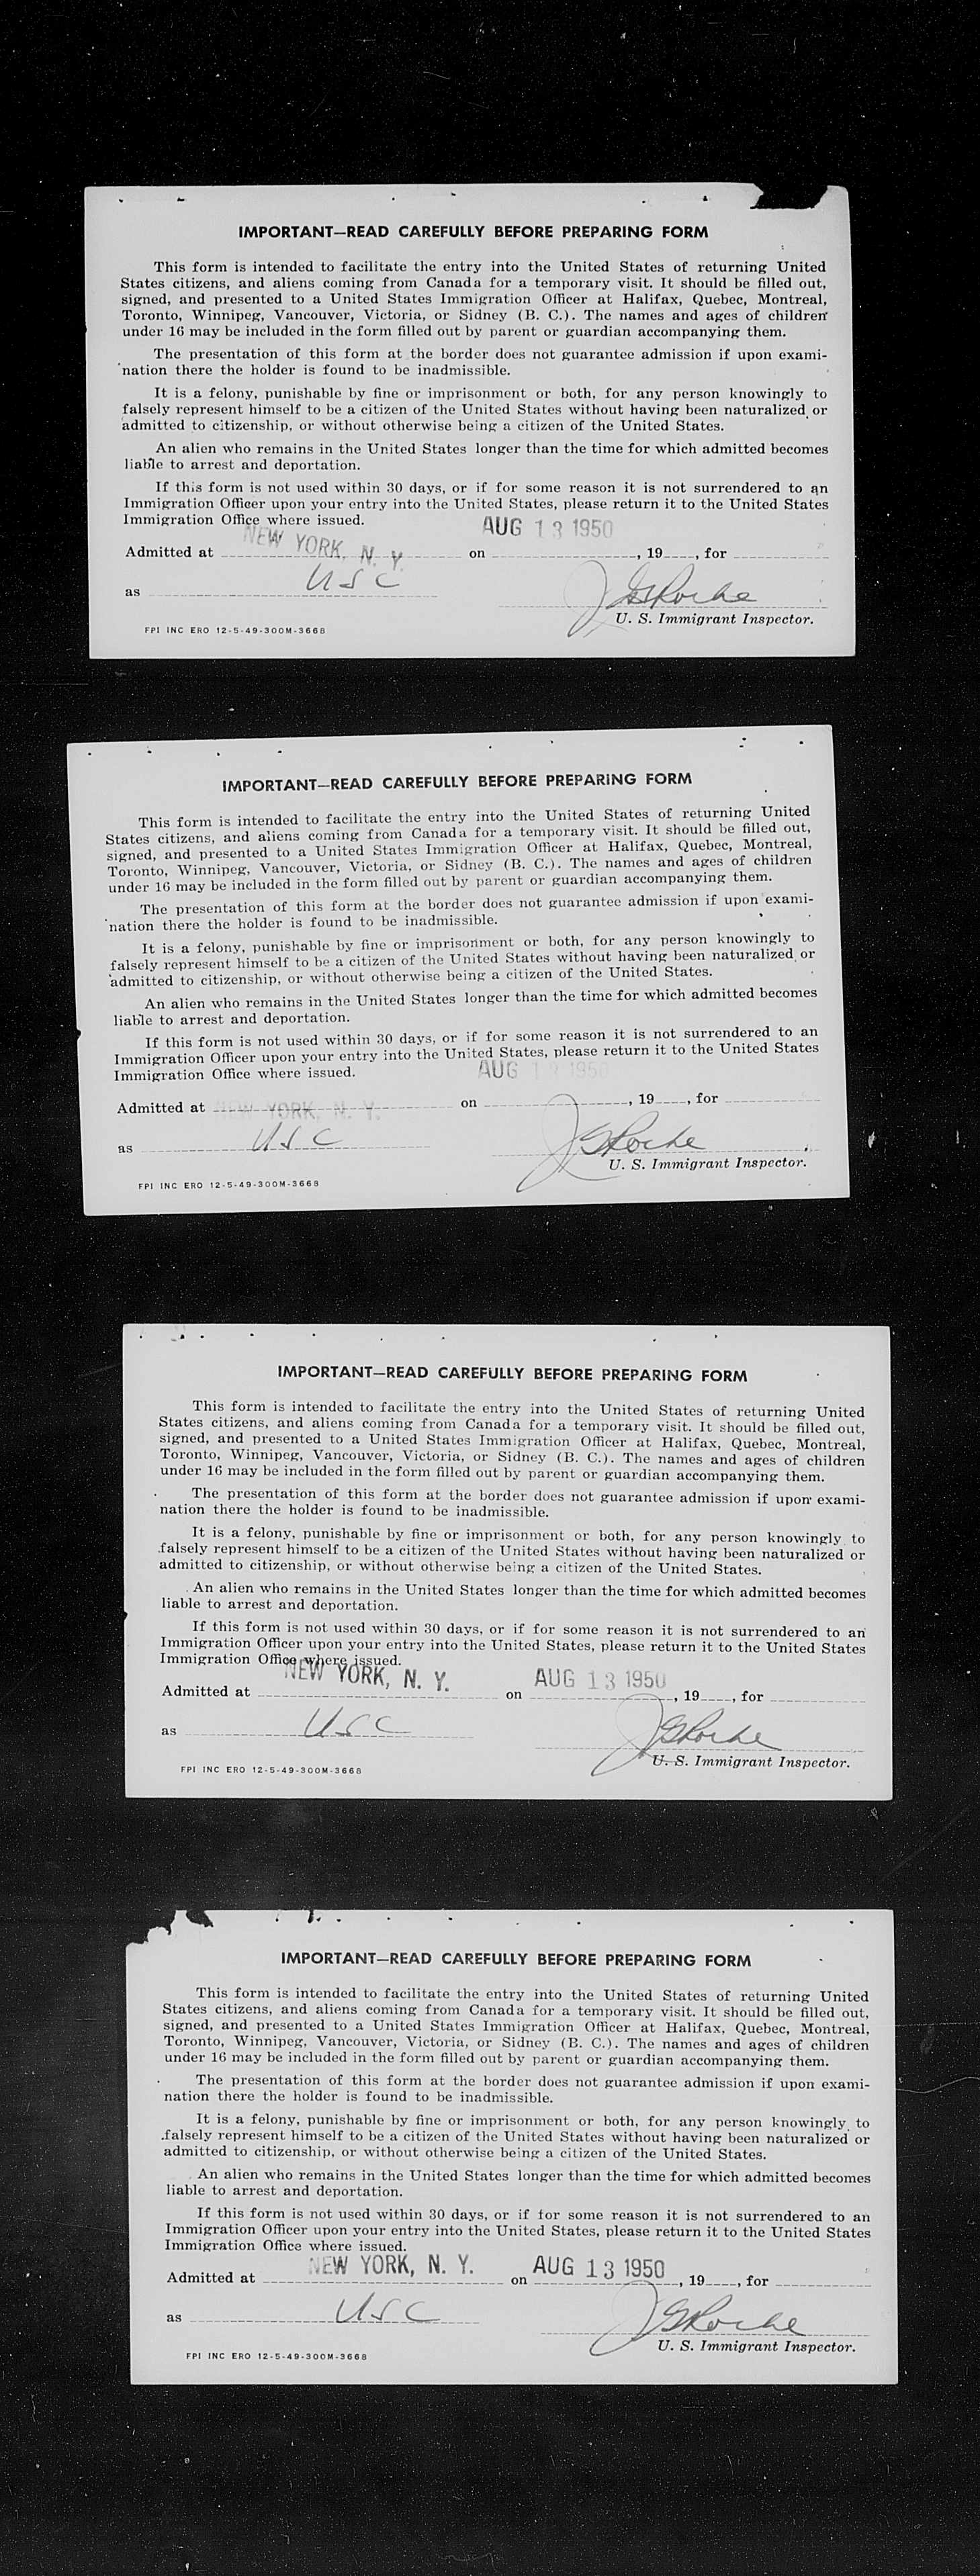 IMPORTANT—READ CAREFULLY BEFORE PREPARING FORM
This form is intended to facilitate the entry into the United States of returning United
States citizens, and aliens coming from Canada for a temporary visit. It should be filled out,
signed, and presented to a United States Immigration Officer at Halifax, Quebec, Montreal,
Toronto, Winnipeg, Vancouver, Victoria, or Sidney (B. C.). The names and ages of children
under 16 may be included in the form filled out by parent or guardian accompanying them.
The presentation of this form at the border does not guarantee admission if upon exami-
nation there the holder is found to be inadmissible.
It is a felony, punishable by fine or imprisonment or both, for any person knowingly to
falsely represent himself to be a citizen of the United States without having been naturalized or
admitted to citizenship, or without otherwise being a citizen of the United States.
An alien who remains in the United States longer than the time for which admitted becomes
liable to arrest and deportation.
If this form is not used within 30 days, or if for some reason it is not surrendered to an
Immigration Officer upon your entry into the United States, please return it to the United States
Immigration Office where issued.
Admitted at NEW YORK, N. Y. on AUG 13 1950, 19____, for
as USC JGRoche
U. S. Immigrant Inspector.
FPI INC ERO 12-5-49-300M-3668
IMPORTANT—READ CAREFULLY BEFORE PREPARING FORM
This form is intended to facilitate the entry into the United States of returning United
States citizens, and aliens coming from Canada for a temporary visit. It should be filled out,
signed, and presented to a United States Immigration Officer at Halifax, Quebec, Montreal,
Toronto, Winnipeg, Vancouver, Victoria, or Sidney (B. C.). The names and ages of children
under 16 may be included in the form filled out by parent or guardian accompanying them.
The presentation of this form at the border does not guarantee admission if upon exami-
nation there the holder is found to be inadmissible.
It is a felony, punishable by fine or imprisonment or both, for any person knowingly to
falsely represent himself to be a citizen of the United States without having been naturalized or
admitted to citizenship, or without otherwise being a citizen of the United States.
An alien who remains in the United States longer than the time for which admitted becomes
liable to arrest and deportation.
If this form is not used within 30 days, or if for some reason it is not surrendered to an
Immigration Officer upon your entry into the United States, please return it to the United States
Immigration Office where issued.
Admitted at NEW YORK, N. Y. on AUG 13 1950, 19____, for
as USC JGRoche
U. S. Immigrant Inspector.
FPI INC ERO 12-5-49-300M-3668
IMPORTANT—READ CAREFULLY BEFORE PREPARING FORM
This form is intended to facilitate the entry into the United States of returning United
States citizens, and aliens coming from Canada for a temporary visit. It should be filled out,
signed, and presented to a United States Immigration Officer at Halifax, Quebec, Montreal,
Toronto, Winnipeg, Vancouver, Victoria, or Sidney (B. C.). The names and ages of children
under 16 may be included in the form filled out by parent or guardian accompanying them.
The presentation of this form at the border does not guarantee admission if upon exami-
nation there the holder is found to be inadmissible.
It is a felony, punishable by fine or imprisonment or both, for any person knowingly to
falsely represent himself to be a citizen of the United States without having been naturalized or
admitted to citizenship, or without otherwise being a citizen of the United States.
An alien who remains in the United States longer than the time for which admitted becomes
liable to arrest and deportation.
If this form is not used within 30 days, or if for some reason it is not surrendered to an
Immigration Officer upon your entry into the United States, please return it to the United States
Immigration Office where issued.
Admitted at NEW YORK, N. Y. on AUG 13 1950, 19____, for
as USC JGRoche
U. S. Immigrant Inspector.
FPI INC ERO 12-5-49-300M-3668
IMPORTANT—READ CAREFULLY BEFORE PREPARING FORM
This form is intended to facilitate the entry into the United States of returning United
States citizens, and aliens coming from Canada for a temporary visit. It should be filled out,
signed, and presented to a United States Immigration Officer at Halifax, Quebec, Montreal,
Toronto, Winnipeg, Vancouver, Victoria, or Sidney (B. C.). The names and ages of children
under 16 may be included in the form filled out by parent or guardian accompanying them.
The presentation of this form at the border does not guarantee admission if upon exami-
nation there the holder is found to be inadmissible.
It is a felony, punishable by fine or imprisonment or both, for any person knowingly to
falsely represent himself to be a citizen of the United States without having been naturalized or
admitted to citizenship, or without otherwise being a citizen of the United States.
An alien who remains in the United States longer than the time for which admitted becomes
liable to arrest and deportation.
If this form is not used within 30 days, or if for some reason it is not surrendered to an
Immigration Officer upon your entry into the United States, please return it to the United States
Immigration Office where issued.
Admitted at NEW YORK, N. Y. on AUG 13 1950, 19____, for
as USC JGRoche
U. S. Immigrant Inspector.
FPI INC ERO 12-5-49-300M-3668